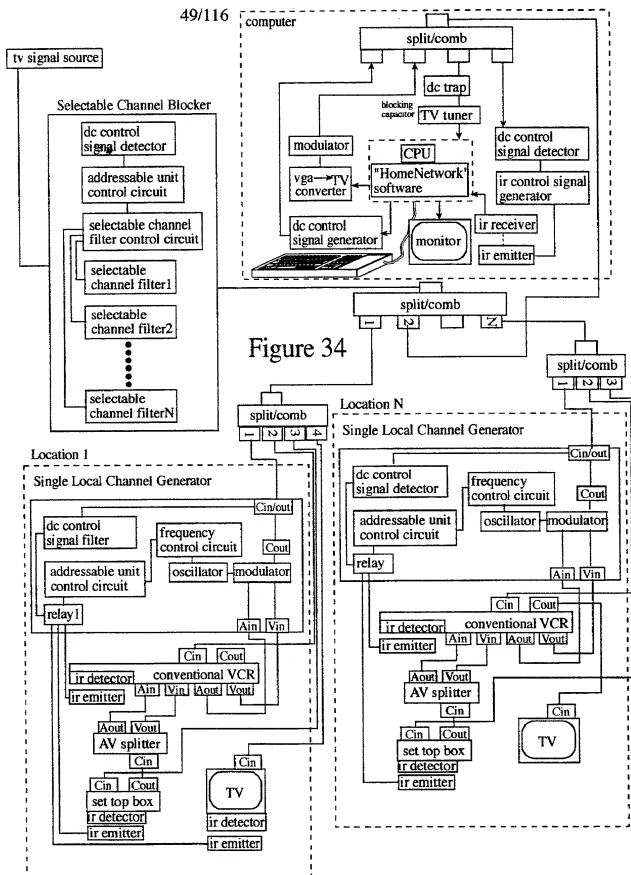 49/116
computer
split/comb
tv signal source
dc trap
blocking
capacitor
TV tuner
Selectable Channel Blocker
dc control
signal detector
addressable unit
control circuit
selectable channel
filter control circuit
selectable
channel filter1
selectable
channel filter2
selectable
channel filterN
modulator
vga→TV
converter
CPU
"HomeNetwork"
software
dc control
signal generator
monitor
dc control
signal detector
ir control signal
generator
ir receiver
ir emitter
split/comb
1
2
N
Figure 34
split/comb
1
2
3
4
split/comb
1
2
3
Location 1
Single Local Channel Generator
Cin/out
dc control
signal filter
frequency
control circuit
Cout
addressable unit
control circuit
oscillator
modulator
relay1
Ain
Vin
Cin
Cout
ir detector
conventional VCR
ir emitter
Ain
Vin
Aout
Vout
Aout
Vout
AV splitter
Cin
Cin
Cout
set top box
ir detector
ir emitter
Cin
TV
ir detector
ir emitter
Location N
Single Local Channel Generator
Cin/out
dc control
signal detector
frequency
control circuit
Cout
addressable unit
control circuit
oscillator
modulator
relay
Ain
Vin
Cin
Cout
conventional VCR
ir detector
ir emitter
Ain
Vin
Aout
Vout
Aout
Vout
AV splitter
Cin
Cin
Cout
set top box
ir detector
ir emitter
Cin
TV